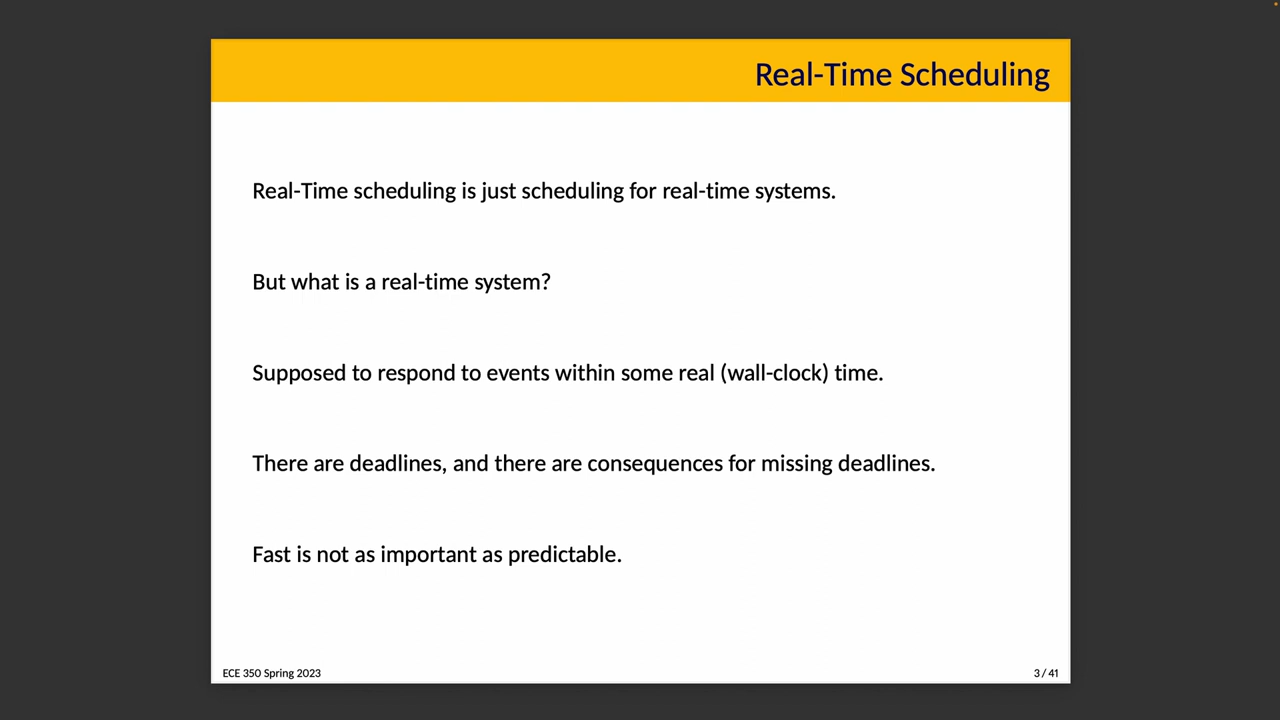 Real-Time Scheduling
Real-Time scheduling is just scheduling for real-time systems.
But what is a real-time system?
Supposed to respond to events within some real (wall-clock) time.
There are deadlines, and there are consequences for missing deadlines.
Fast is not as important as predictable.
ECE 350 Spring 2023
3 / 41